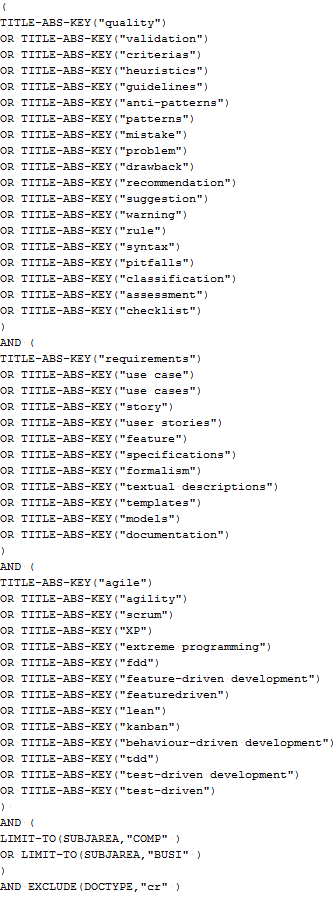 (
TITLE-ABS-KEY("quality")
OR TITLE-ABS-KEY("validation")
OR TITLE-ABS-KEY("criterias")
OR TITLE-ABS-KEY("heuristics")
OR TITLE-ABS-KEY("guidelines")
OR TITLE-ABS-KEY("anti-patterns")
OR TITLE-ABS-KEY("patterns")
OR TITLE-ABS-KEY("mistake")
OR TITLE-ABS-KEY("problem")
OR TITLE-ABS-KEY("drawback")
OR TITLE-ABS-KEY("recommendation")
OR TITLE-ABS-KEY("suggestion")
OR TITLE-ABS-KEY("warning")
OR TITLE-ABS-KEY("rule")
OR TITLE-ABS-KEY("syntax")
OR TITLE-ABS-KEY("pitfalls")
OR TITLE-ABS-KEY("classification")
OR TITLE-ABS-KEY("assessment")
OR TITLE-ABS-KEY("checklist")
)
AND (
TITLE-ABS-KEY("requirements")
OR TITLE-ABS-KEY("use case")
OR TITLE-ABS-KEY("use cases")
OR TITLE-ABS-KEY("story")
OR TITLE-ABS-KEY("user stories")
OR TITLE-ABS-KEY("feature")
OR TITLE-ABS-KEY("specifications")
OR TITLE-ABS-KEY("formalism")
OR TITLE-ABS-KEY("textual descriptions")
OR TITLE-ABS-KEY("templates")
OR TITLE-ABS-KEY("models")
OR TITLE-ABS-KEY("documentation")
)
AND (
TITLE-ABS-KEY("agile")
OR TITLE-ABS-KEY("agility")
OR TITLE-ABS-KEY("scrum")
OR TITLE-ABS-KEY("XP")
OR TITLE-ABS-KEY("extreme programming")
OR TITLE-ABS-KEY("fdd")
OR TITLE-ABS-KEY("feature-driven development")
OR TITLE-ABS-KEY("featuredriven")
OR TITLE-ABS-KEY("lean")
OR TITLE-ABS-KEY("kanban")
OR TITLE-ABS-KEY("behaviour-driven development")
OR TITLE-ABS-KEY("tdd")
OR TITLE-ABS-KEY("test-driven development")
OR TITLE-ABS-KEY("test-driven")
)
AND (
LIMIT-TO(SUBJAREA,"COMP" )
OR LIMIT-TO(SUBJAREA,"BUSI" )
)
AND EXCLUDE(DOCTYPE,"cr" )